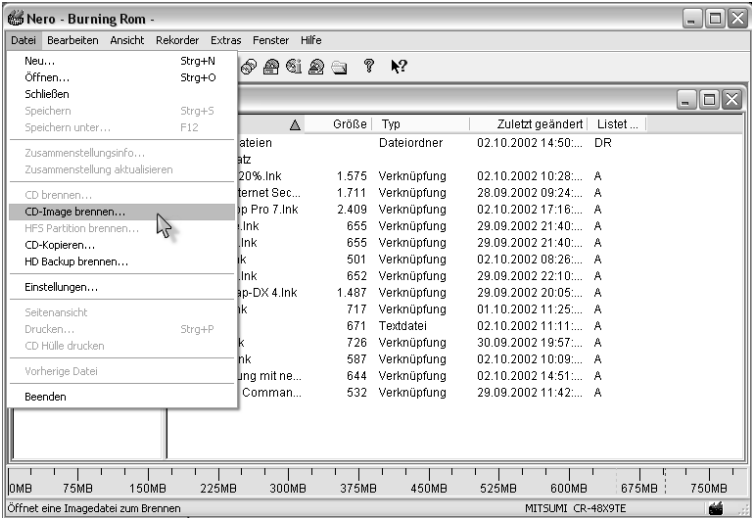 Nero - Burning Rom -
Datei Bearbeiten Ansicht Rekorder Extras Fenster Hilfe
Neu... Strg+N
Öffnen... Strg+O
Schließen
Speichern Strg+S
Speichern unter... F12
Zusammenstellungsinfo...
Zusammenstellung aktualisieren
CD brennen...
CD-Image brennen...
HFS Partition brennen...
CD-Kopieren...
HD Backup brennen...
Einstellungen...
Seitenansicht
Drucken... Strg+P
CD Hülle drucken
Vorherige Datei
Beenden
Größe Typ Zuletzt geändert Listet ...
ateien Dateiordner 02.10.2002 14:50:... DR
atz
20%.lnk 1.575 Verknüpfung 02.10.2002 10:28:... A
ternet Sec... 1.711 Verknüpfung 28.09.2002 09:24:... A
op Pro 7.lnk 2.409 Verknüpfung 02.10.2002 17:16:... A
e.lnk 655 Verknüpfung 29.09.2002 21:40:... A
.lnk 655 Verknüpfung 29.09.2002 21:40:... A
k 501 Verknüpfung 02.10.2002 08:26:... A
.lnk 652 Verknüpfung 29.09.2002 22:10:... A
ap-DX 4.lnk 1.487 Verknüpfung 29.09.2002 20:05:... A
nk 717 Verknüpfung 01.10.2002 11:25:... A
671 Textdatei 02.10.2002 11:11:... A
k 726 Verknüpfung 30.09.2002 19:57:... A
nk 587 Verknüpfung 02.10.2002 10:09:... A
ung mit ne... 644 Verknüpfung 02.10.2002 14:51:... A
Comman... 532 Verknüpfung 29.09.2002 11:42:... A
0MB 75MB 150MB 225MB 300MB 375MB 450MB 525MB 600MB 675MB 750MB
Öffnet eine Imagedatei zum Brennen MITSUMI CR-48X9TE